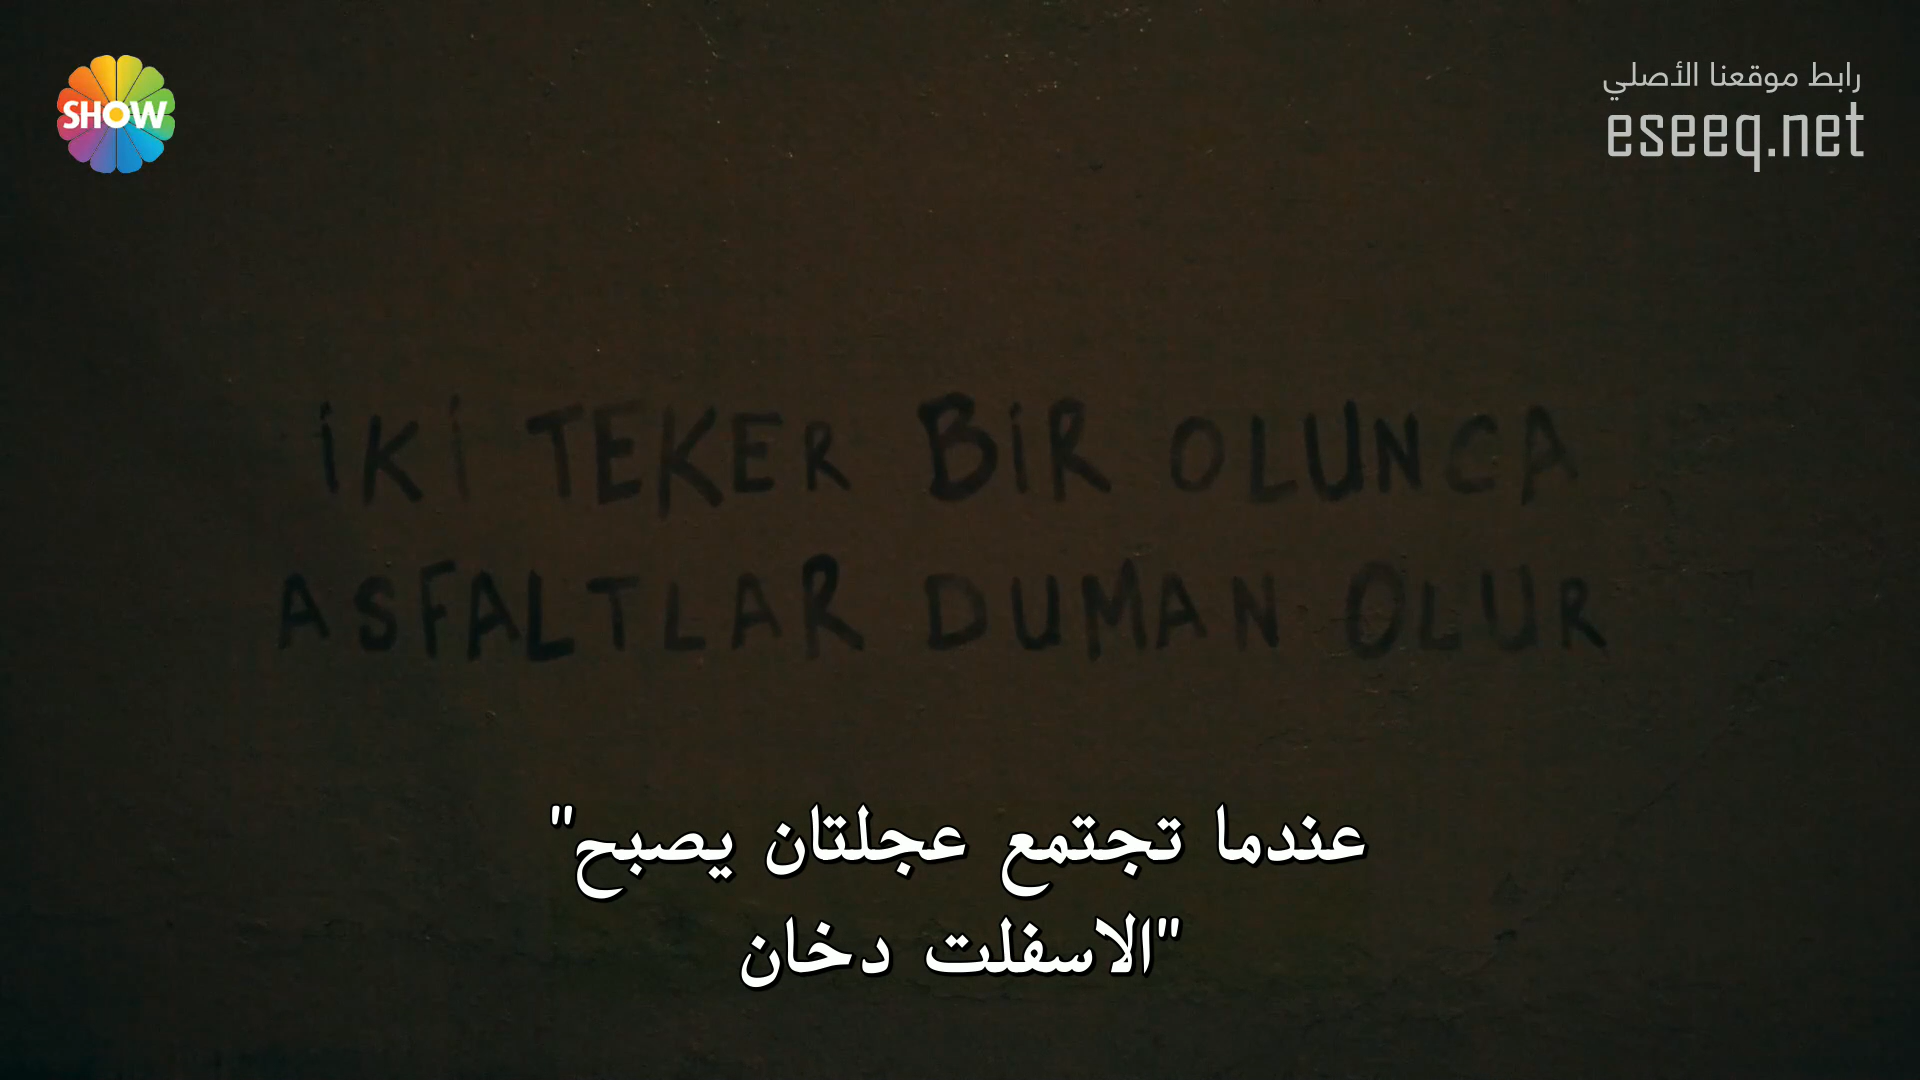 SHOW
رابط موقعنا الأصلي
eseeq.net
İKİ TEKER BİR OLUNCA
ASFALTLAR DUMAN OLUR
عندما تجتمع عجلتان يصبح"
"الاسفلت دخان